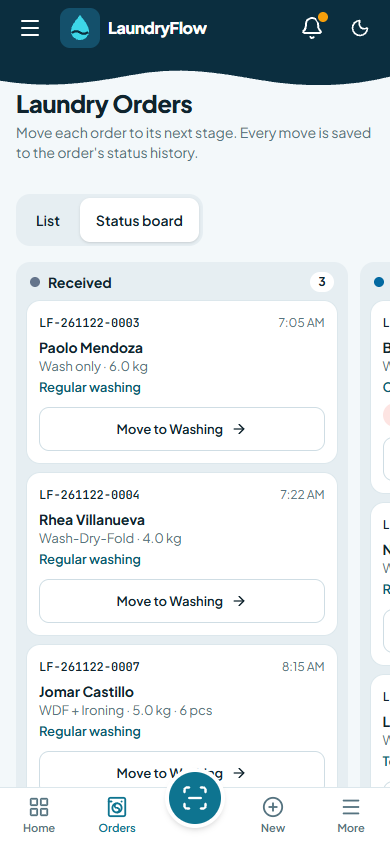 LaundryFlow
Laundry Orders
Move each order to its next stage. Every move is saved
to the order's status history.
List
Status board
Received
3
LF-261122-0003
7:05 AM
Paolo Mendoza
Wash only · 6.0 kg
Regular washing
Move to Washing
LF-261122-0004
7:22 AM
Rhea Villanueva
Wash-Dry-Fold · 4.0 kg
Regular washing
Move to Washing
LF-261122-0007
8:15 AM
Jomar Castillo
WDF + Ironing · 5.0 kg · 6 pcs
Regular washing
Move to
Home
Orders
New
More